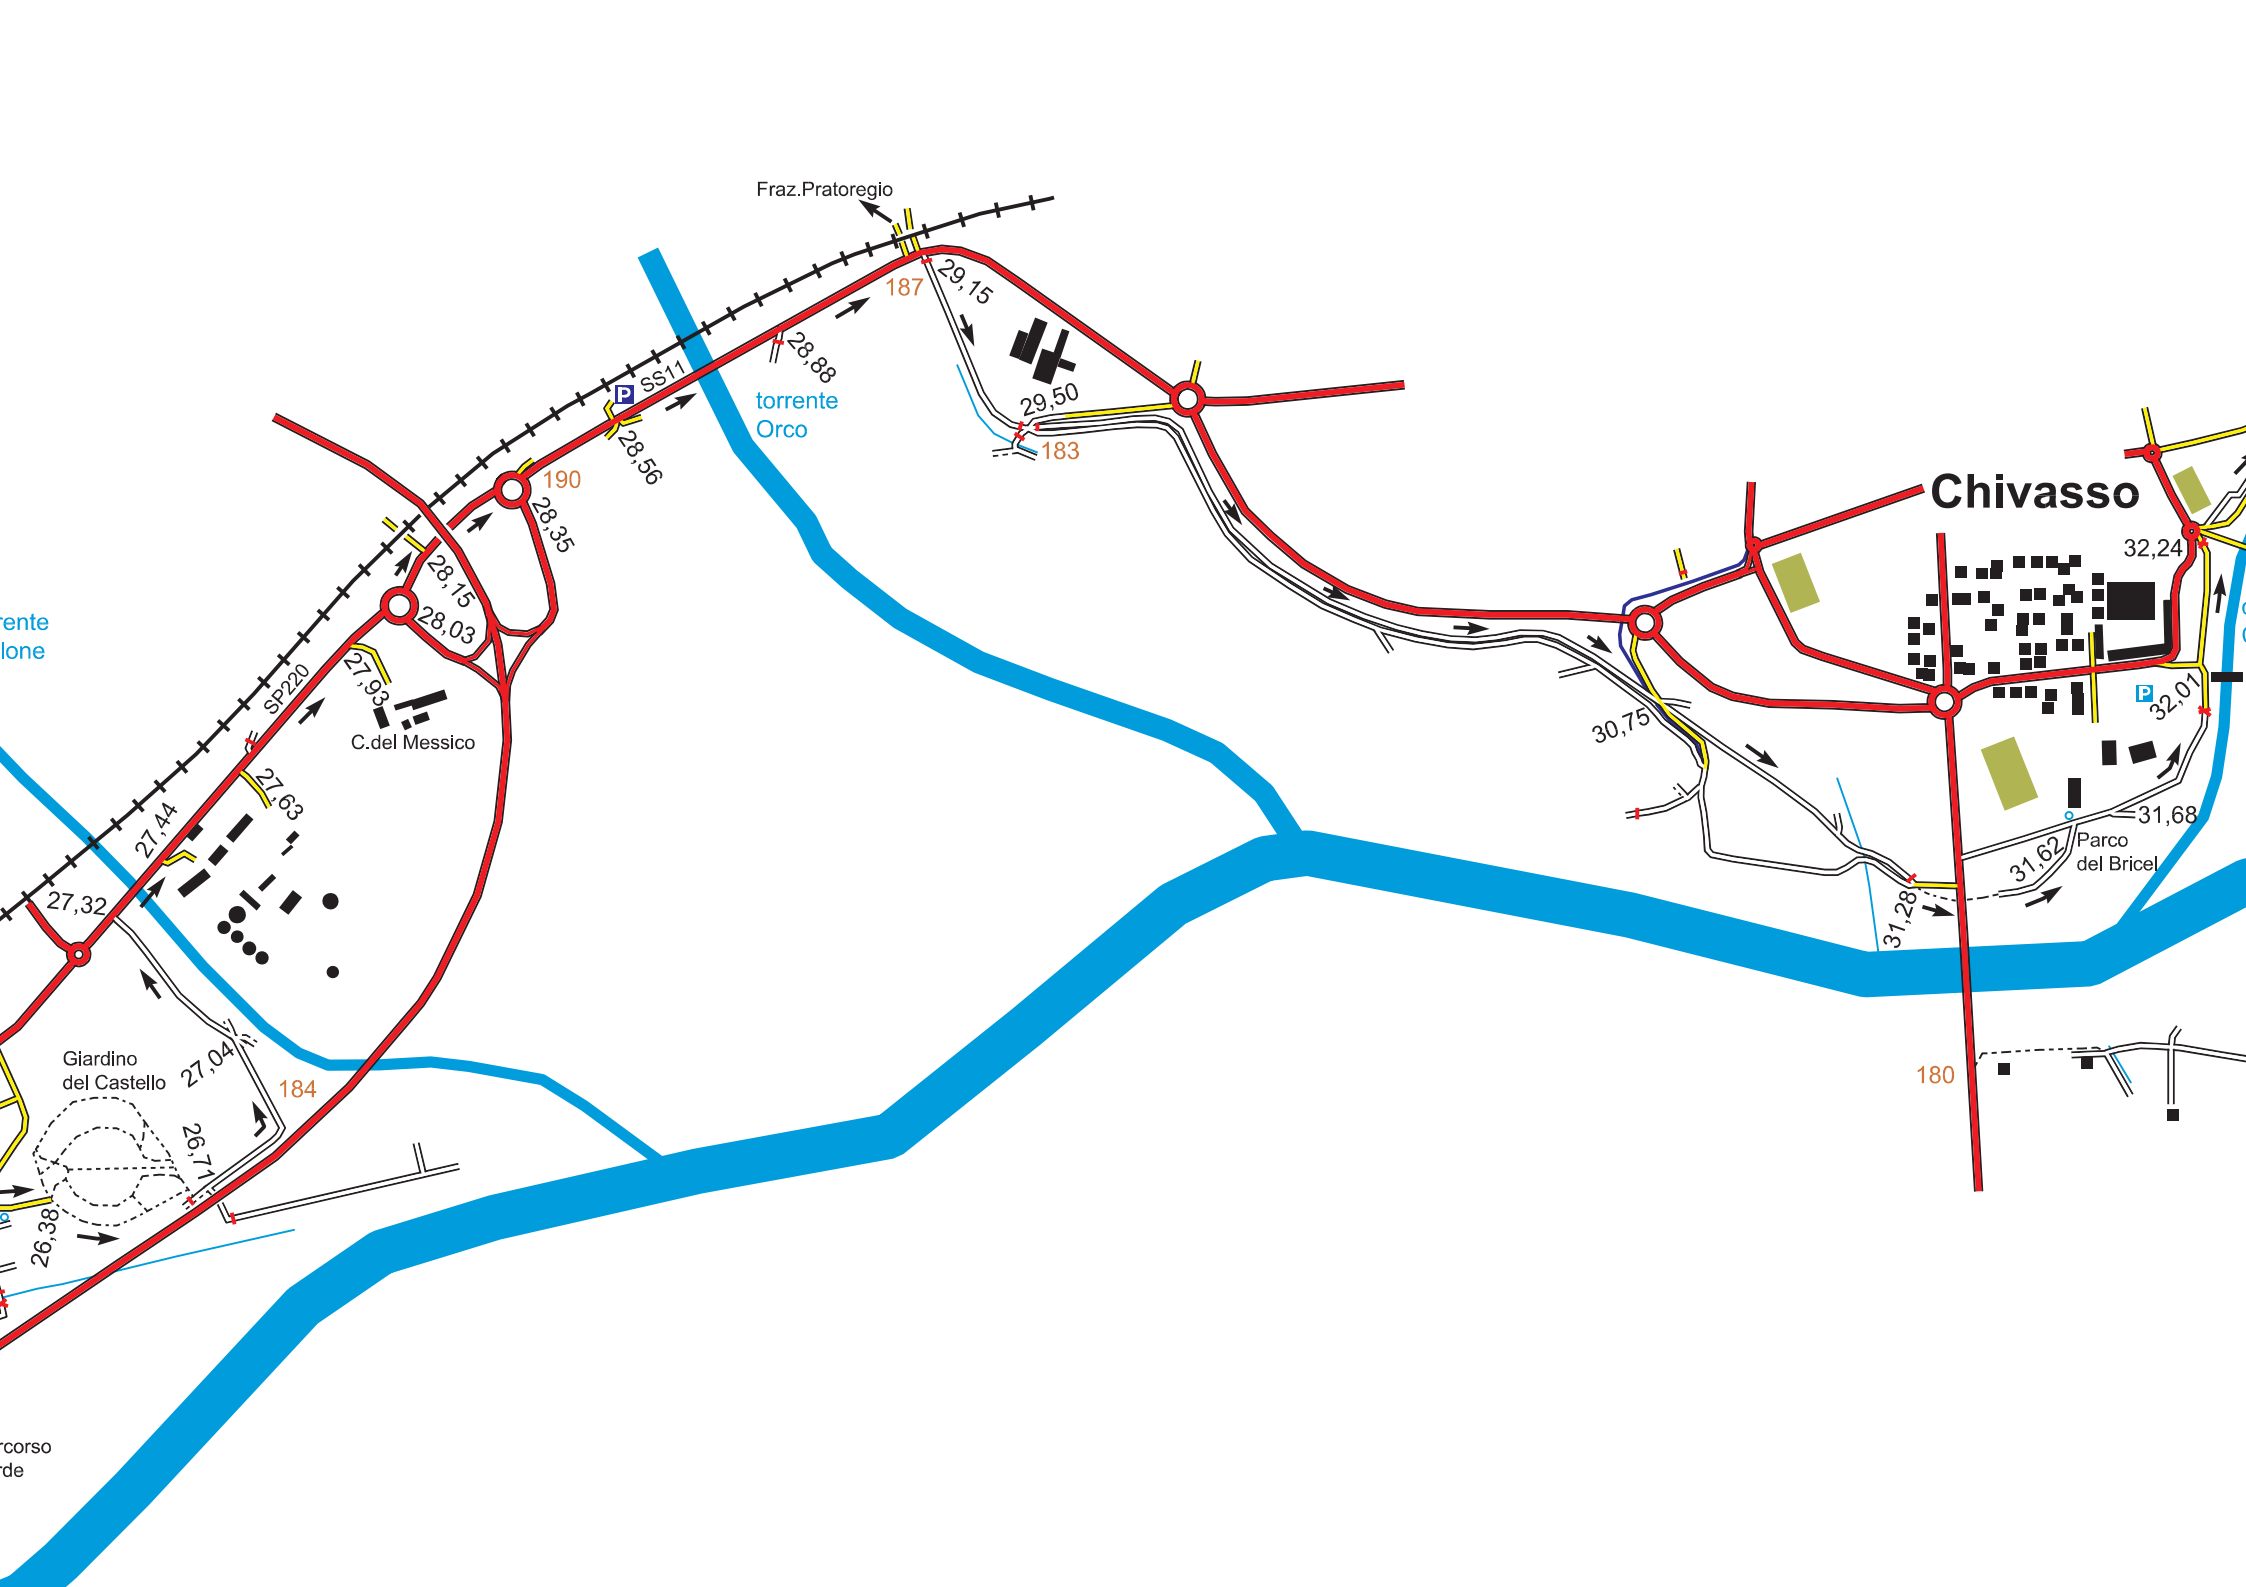 Fraz.Pratoregio
187
29,15
28,88
SS11
P
torrente
Orco
29,50
183
28,56
190
28,35
28,15
28,03
SP220
27,93
C.del Messico
27,63
27,44
27,32
rente
lone
Giardino
del Castello
27,04
184
26,71
26,38
rcorso
rde
Chivasso
32,24
P
32,01
30,75
31,68
Parco
del Bricel
31,62
31,28
180